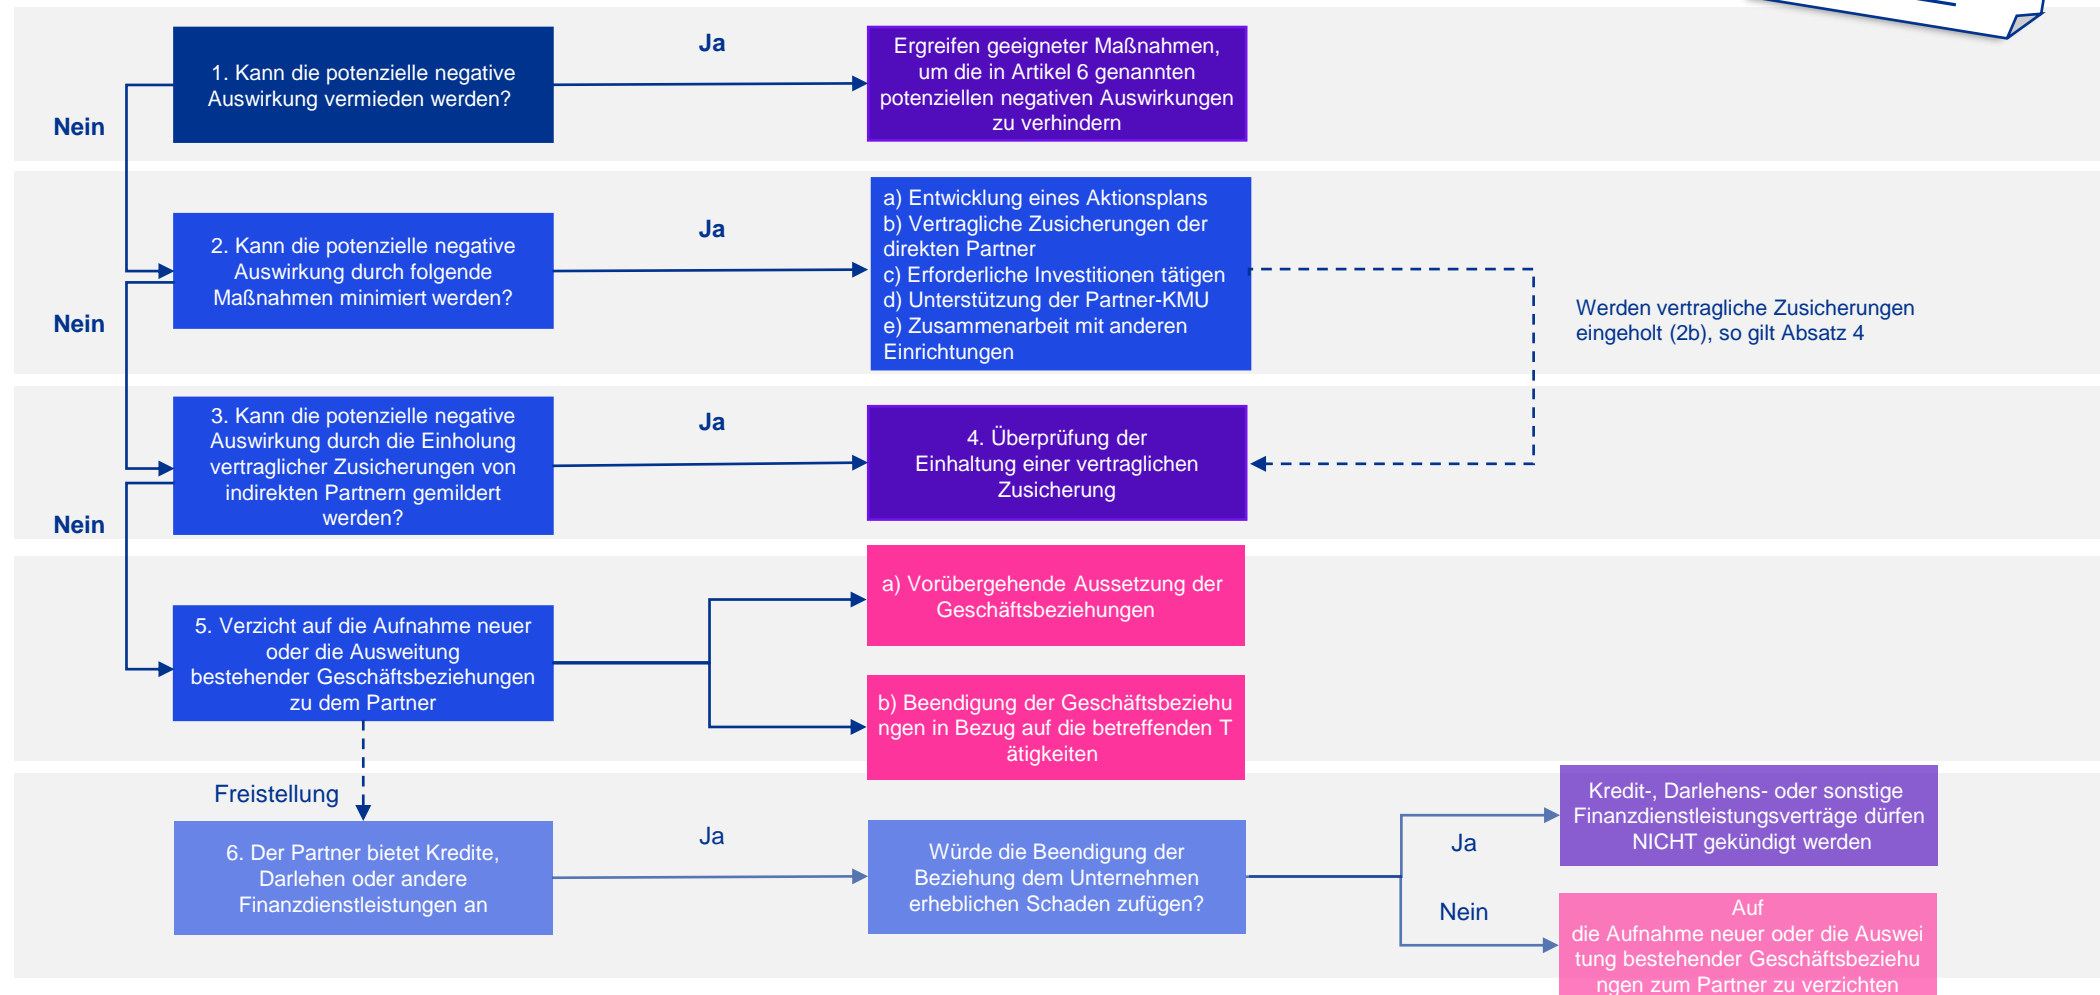 1. Kann die potenzielle negative
Auswirkung vermieden werden?
Ja
Ergreifen geeigneter Maßnahmen,
um die in Artikel 6 genannten
potenziellen negativen Auswirkungen
zu verhindern
Nein
2. Kann die potenzielle negative
Auswirkung durch folgende
Maßnahmen minimiert werden?
Ja
a) Entwicklung eines Aktionsplans
b) Vertragliche Zusicherungen der
direkten Partner
c) Erforderliche Investitionen tätigen
d) Unterstützung der Partner-KMU
e) Zusammenarbeit mit anderen
Einrichtungen
Werden vertragliche Zusicherungen
eingeholt (2b), so gilt Absatz 4
Nein
3. Kann die potenzielle negative
Auswirkung durch die Einholung
vertraglicher Zusicherungen von
indirekten Partnern gemildert
werden?
Ja
4. Überprüfung der
Einhaltung einer vertraglichen
Zusicherung
Nein
5. Verzicht auf die Aufnahme neuer
oder die Ausweitung
bestehender Geschäftsbeziehungen
zu dem Partner
a) Vorübergehende Aussetzung der
Geschäftsbeziehungen
b) Beendigung der Geschäftsbeziehu
ngen in Bezug auf die betreffenden T
ätigkeiten
Freistellung
6. Der Partner bietet Kredite,
Darlehen oder andere
Finanzdienstleistungen an
Ja
Würde die Beendigung der
Beziehung dem Unternehmen
erheblichen Schaden zufügen?
Ja
Kredit-, Darlehens- oder sonstige
Finanzdienstleistungsverträge dürfen
NICHT gekündigt werden
Nein
Auf
die Aufnahme neuer oder die Auswei
tung bestehender Geschäftsbeziehu
ngen zum Partner zu verzichten